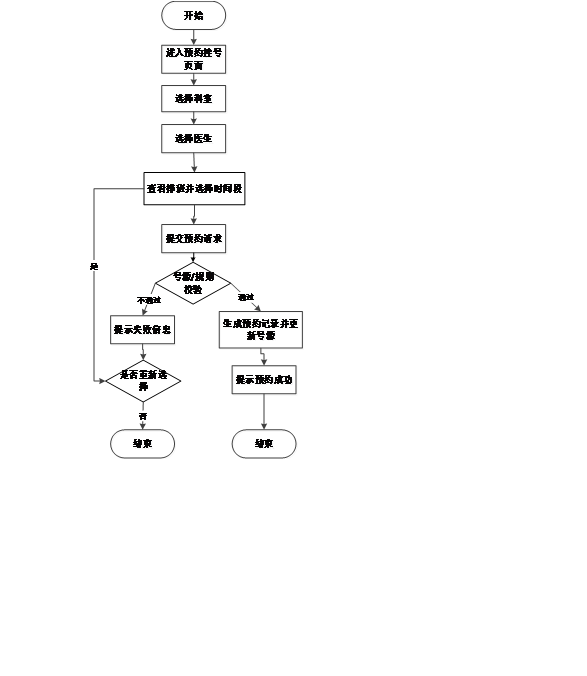 开始
进入预约挂号
页面
选择科室
选择医生
查看排班并选择时间段
提交预约请求
是
号源/规则
校验
不通过
通过
提示失败信息
生成预约记录并更
新号源
是否重新选
择
提示预约成功
否
结束
结束